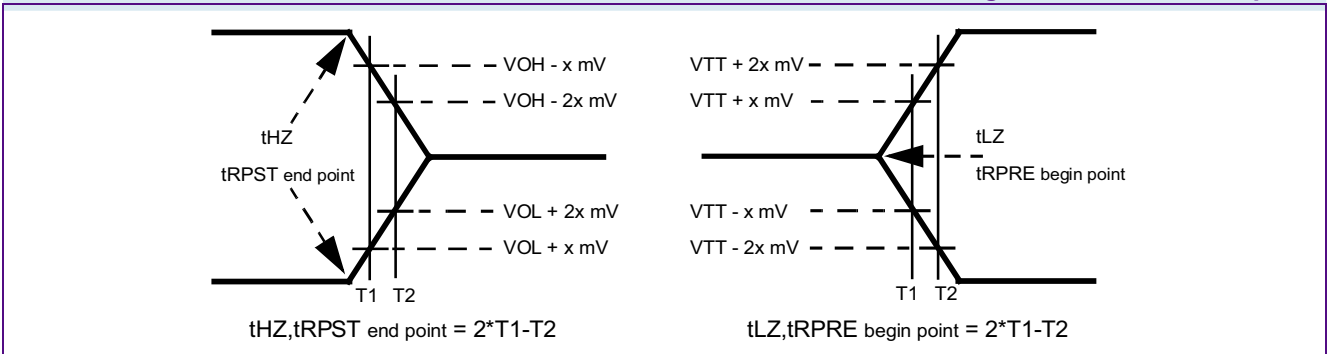 VOH - x mV
VOH - 2x mV
tHZ
tRPST end point
VOL + 2x mV
VOL + x mV
T1 T2
tHZ,tRPST end point = 2*T1-T2
VTT + 2x mV
VTT + x mV
tLZ
tRPRE begin point
VTT - x mV
VTT - 2x mV
T1 T2
tLZ,tRPRE begin point = 2*T1-T2